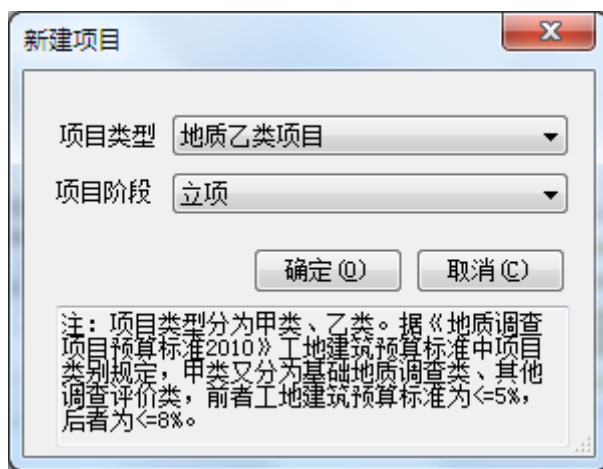 新建项目
项目类型 地质乙类项目
项目阶段 立项
确定(O) 取消(C)
注：项目类型分为甲类、乙类。据《地质调查
项目预算标准2010》工地建筑预算标准中项目
类别规定，甲类又分为基础地质调查类、其他
调查评价类，前者工地建筑预算标准为<=5%，
后者为<=8%。